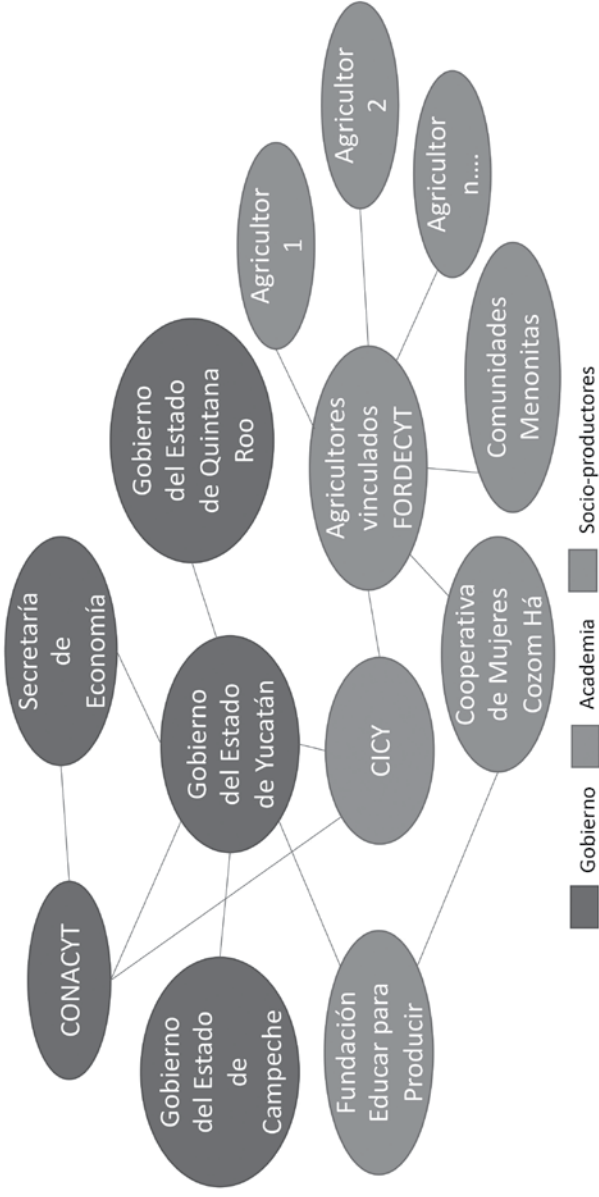 CONACYT
Secretaría
de
Economía
Gobierno
del Estado
de
Campeche
Gobierno
del Estado
de Yucatán
Gobierno
del Estado
de Quintana
Roo
Fundación
Educar para
Producir
CICY
Agricultores
vinculados
FORDECYT
Agricultor
1
Agricultor
2
Agricultor
n....
Cooperativa
de Mujeres
Cozom Há
Comunidades
Menonitas
Gobierno
Academia
Socio-productores